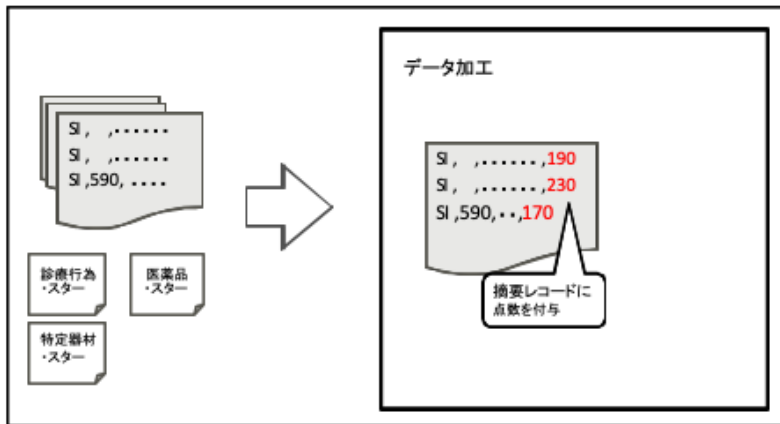 SI, ,......
SI, ,......
SI,590, ....
診療行為
・スター
医薬品
・スター
特定器材
・スター
データ加工
SI, ,......,190
SI, ,......,230
SI,590,..,170
摘要レコードに
点数を付与